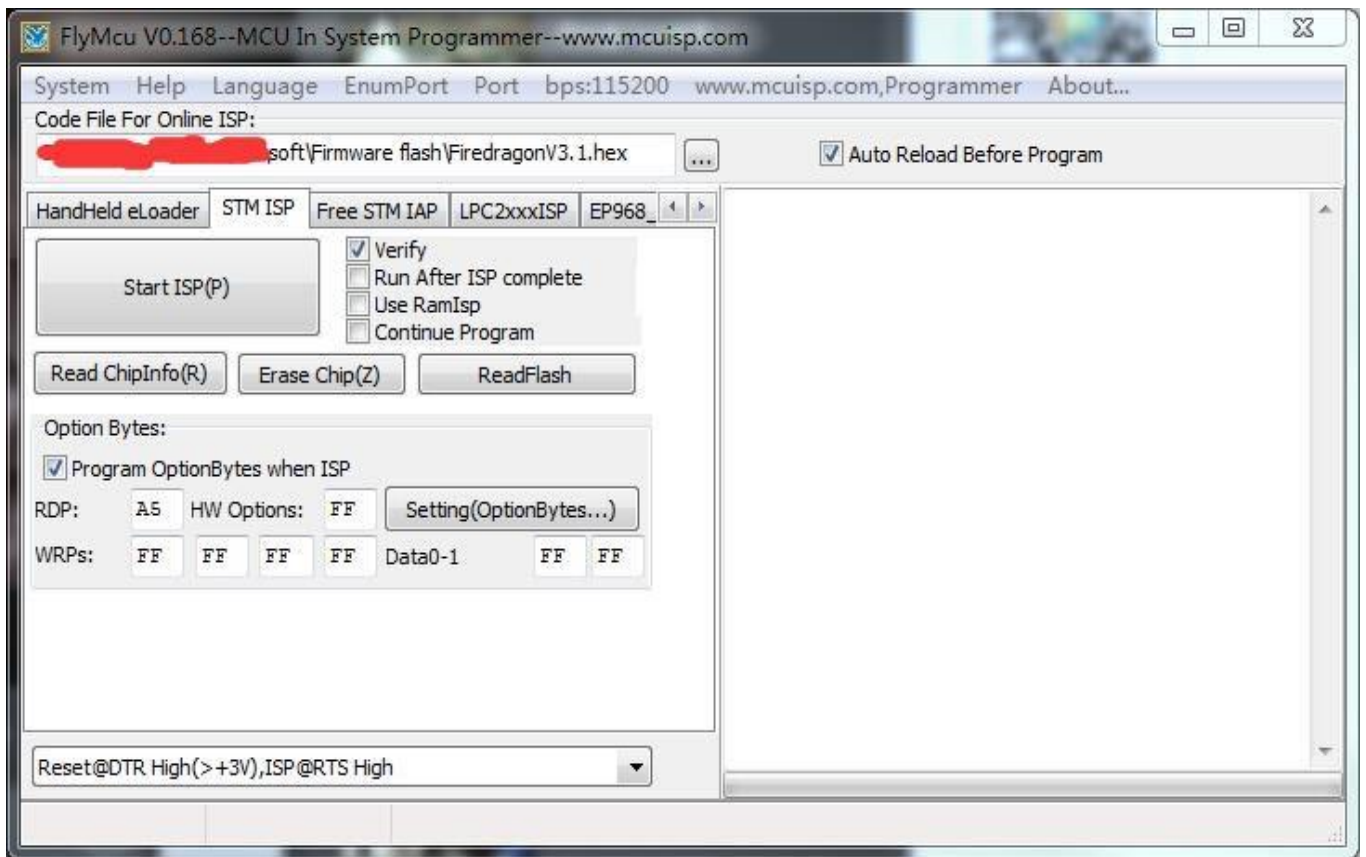 FlyMcu V0.168--MCU In System Programmer--www.mcuisp.com
System Help Language EnumPort Port bps:115200 www.mcuisp.com,Programmer About...
Code File For Online ISP:
soft\Firmware flash\FiredragonV3.1.hex ... Auto Reload Before Program
HandHeld eLoader STM ISP Free STM IAP LPC2xxxISP EP968_
Verify
Start ISP(P) Run After ISP complete
Use RamIsp
Continue Program
Read ChipInfo(R) Erase Chip(Z) ReadFlash
Option Bytes:
Program OptionBytes when ISP
RDP: A5 HW Options: FF Setting(OptionBytes...)
WRPs: FF FF FF FF Data0-1 FF FF
Reset@DTR High(>+3V),ISP@RTS High